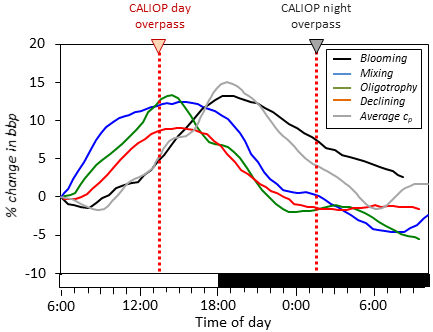 CALIOP day
overpass
CALIOP night
overpass
20
15
10
5
0
-5
-10
% change in bbp
Blooming
Mixing
Oligotrophy
Declining
Average cp
6:00
12:00
18:00
0:00
6:00
Time of day